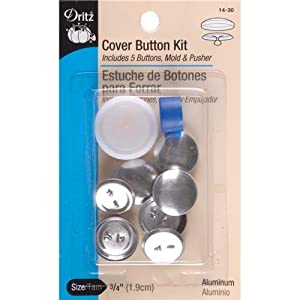 Dritz
14-30
Cover Button Kit
Includes 5 Buttons, Mold & Pusher
Estuche de Botones
para Forrar
Empujador
Size/Tam. 3/4" (1.9cm)
Aluminum
Aluminio